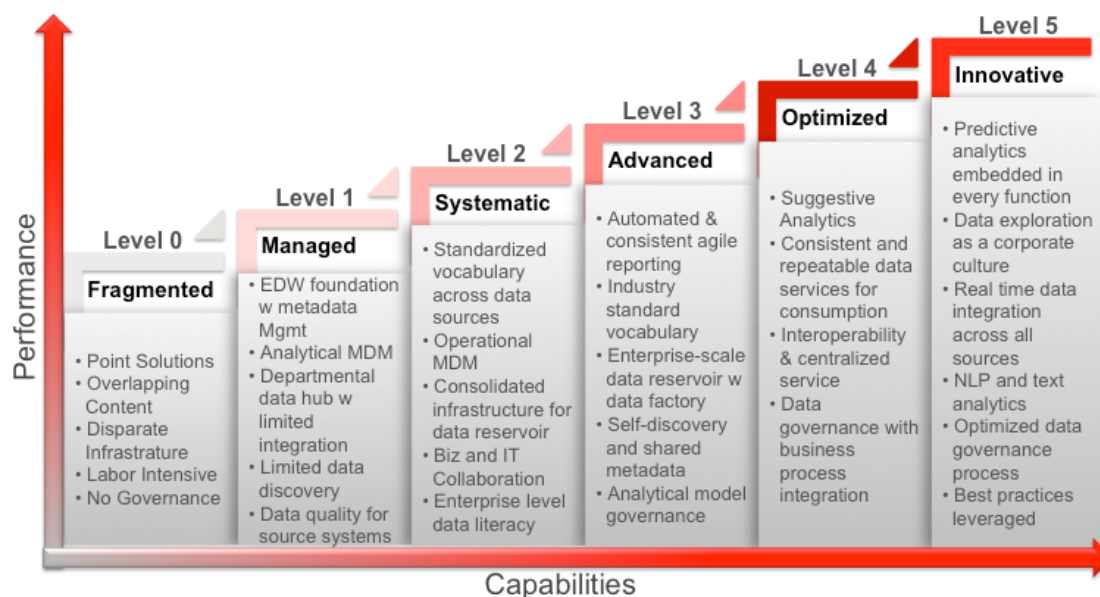 Performance
Level 0
Fragmented
• Point Solutions
• Overlapping
Content
• Disparate
Infrastrature
• Labor Intensive
• No Governance
Level 1
Managed
• EDW foundation
w metadata
Mgmt
• Analytical MDM
• Departmental
data hub w
limited
integration
• Limited data
discovery
• Data quality for
source systems
Level 2
Systematic
• Standardized
vocabulary
across data
sources
• Operational
MDM
• Consolidated
infrastructure for
data reservoir
• Biz and IT
Collaboration
• Enterprise level
data literacy
Level 3
Advanced
• Automated &
consistent agile
reporting
• Industry
standard
vocabulary
• Enterprise-scale
data reservoir w
data factory
• Self-discovery
and shared
metadata
• Analytical model
governance
Level 4
Optimized
• Suggestive
Analytics
• Consistent and
repeatable data
services for
consumption
• Interoperability
& centralized
service
• Data
governance with
business
process
integration
Level 5
Innovative
• Predictive
analytics
embedded in
every function
• Data exploration
as a corporate
culture
• Real time data
integration
across all
sources
• NLP and text
analytics
• Optimized data
governance
process
• Best practices
leveraged
Capabilities